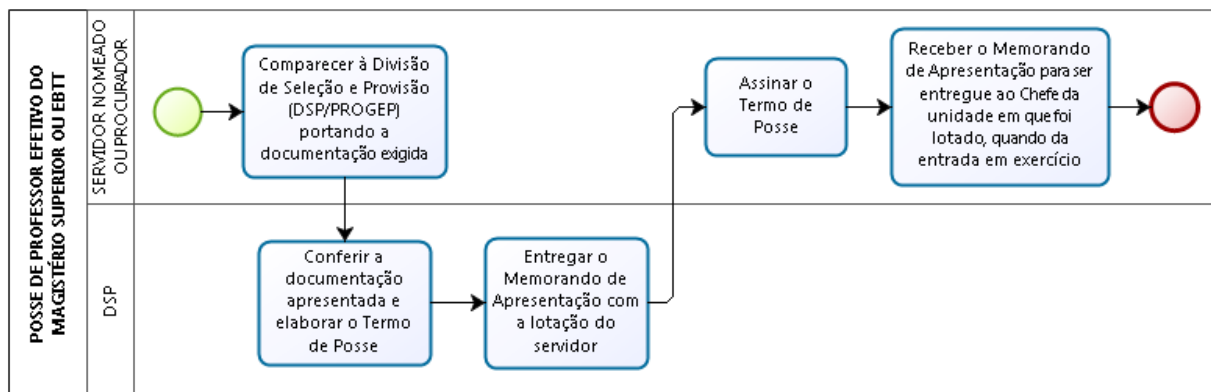 POSSE DE PROFESSOR EFETIVO DO
MAGISTÉRIO SUPERIOR OU EBTT
SERVIDOR NOMEADO
OU PROCURADOR
Comparecer à Divisão
de Seleção e Provisão
(DSP/PROGEP)
portando a
documentação exigida
Assinar o
Termo de
Posse
Receber o Memorando
de Apresentação para ser
entregue ao Chefe da
unidade em que foi
lotado, quando da
entrada em exercício
DSP
Conferir a
documentação
apresentada e
elaborar o Termo
de Posse
Entregar o
Memorando de
Apresentação com
a lotação do
servidor